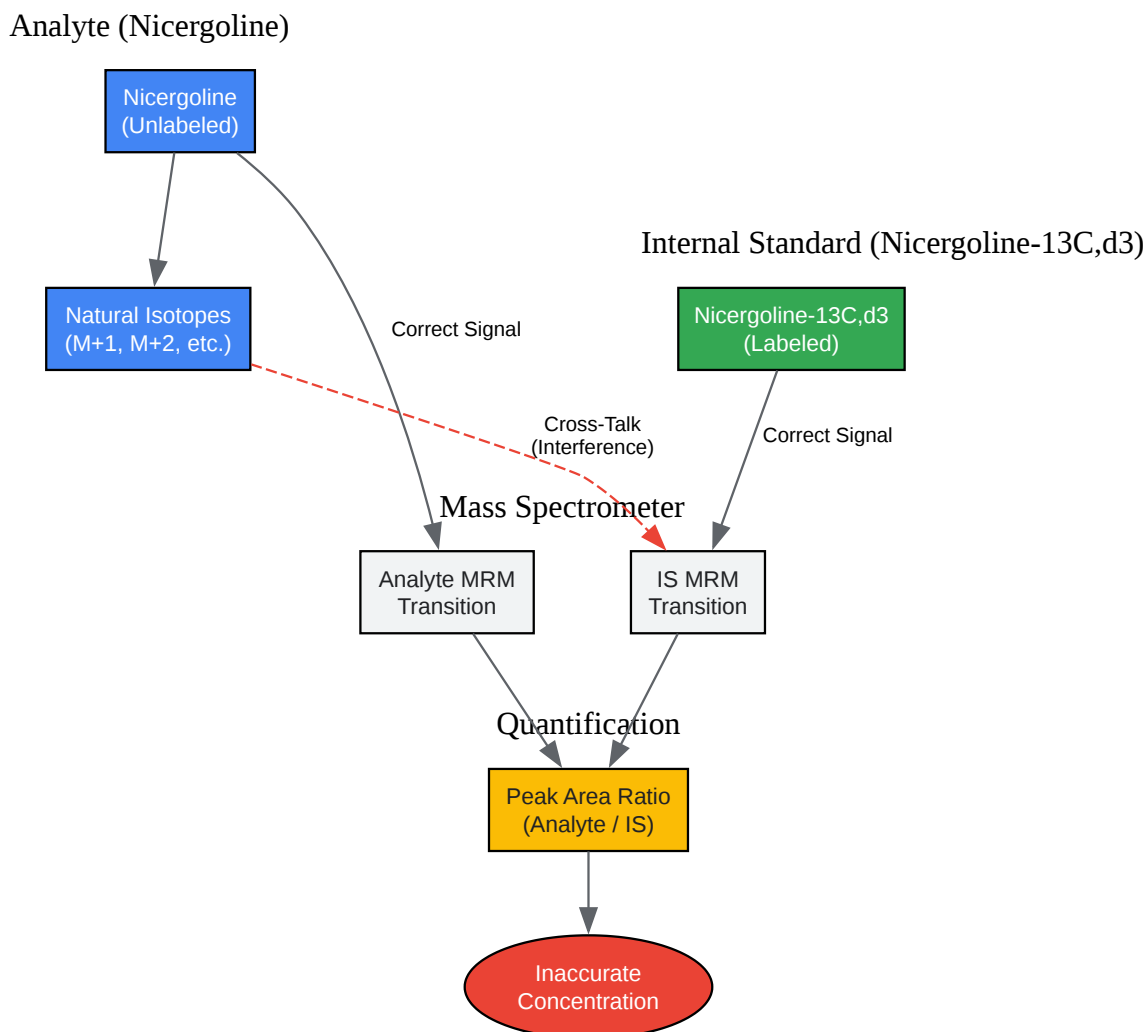 Analyte (Nicergoline)
Nicergoline
(Unlabeled)
Internal Standard (Nicergoline-13C,d3)
Natural Isotopes
(M+1, M+2, etc.)
Correct Signal
Nicergoline-13C,d3
(Labeled)
Cross-Talk
(Interference)
Correct Signal
Mass Spectrometer
Analyte MRM
Transition
IS MRM
Transition
Quantification
Peak Area Ratio
(Analyte / IS)
Inaccurate
Concentration